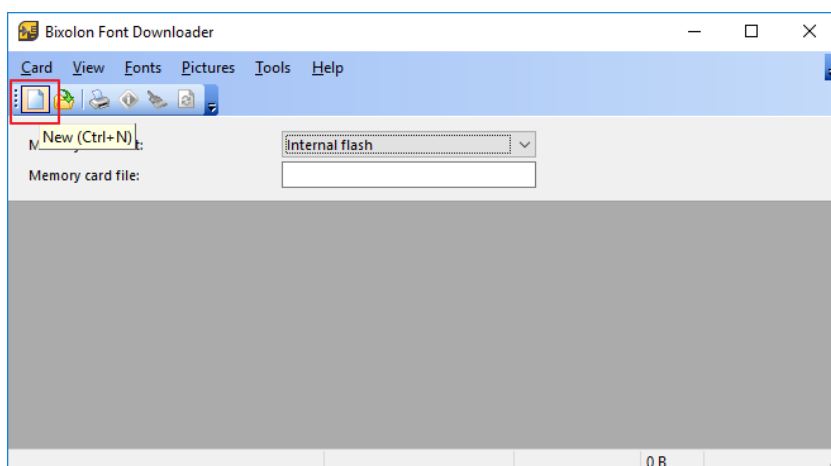 Bixolon Font Downloader
Card View Fonts Pictures Tools Help
New (Ctrl+N)
Internal flash
Memory card file:
0 B